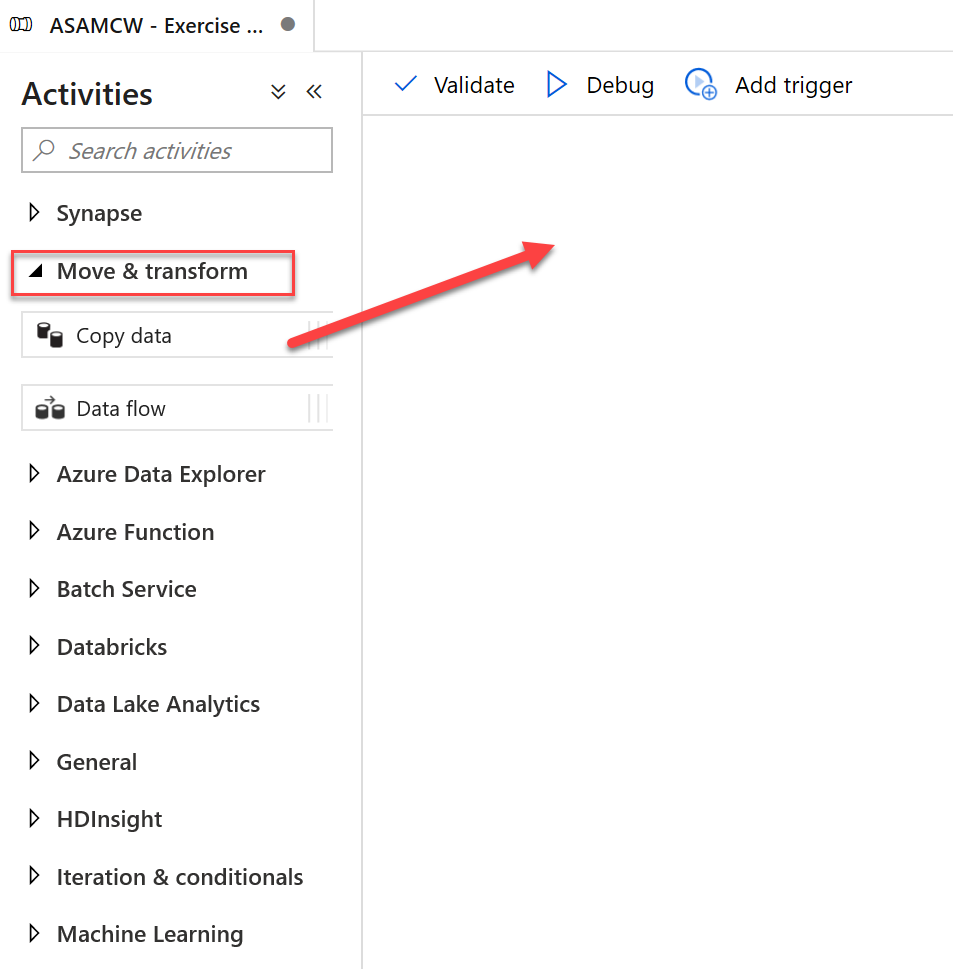 ASAMCW - Exercise ...
Activities
Validate Debug Add trigger
Search activities
Synapse
Move & transform
Copy data
Data flow
Azure Data Explorer
Azure Function
Batch Service
Databricks
Data Lake Analytics
General
HDInsight
Iteration & conditionals
Machine Learning